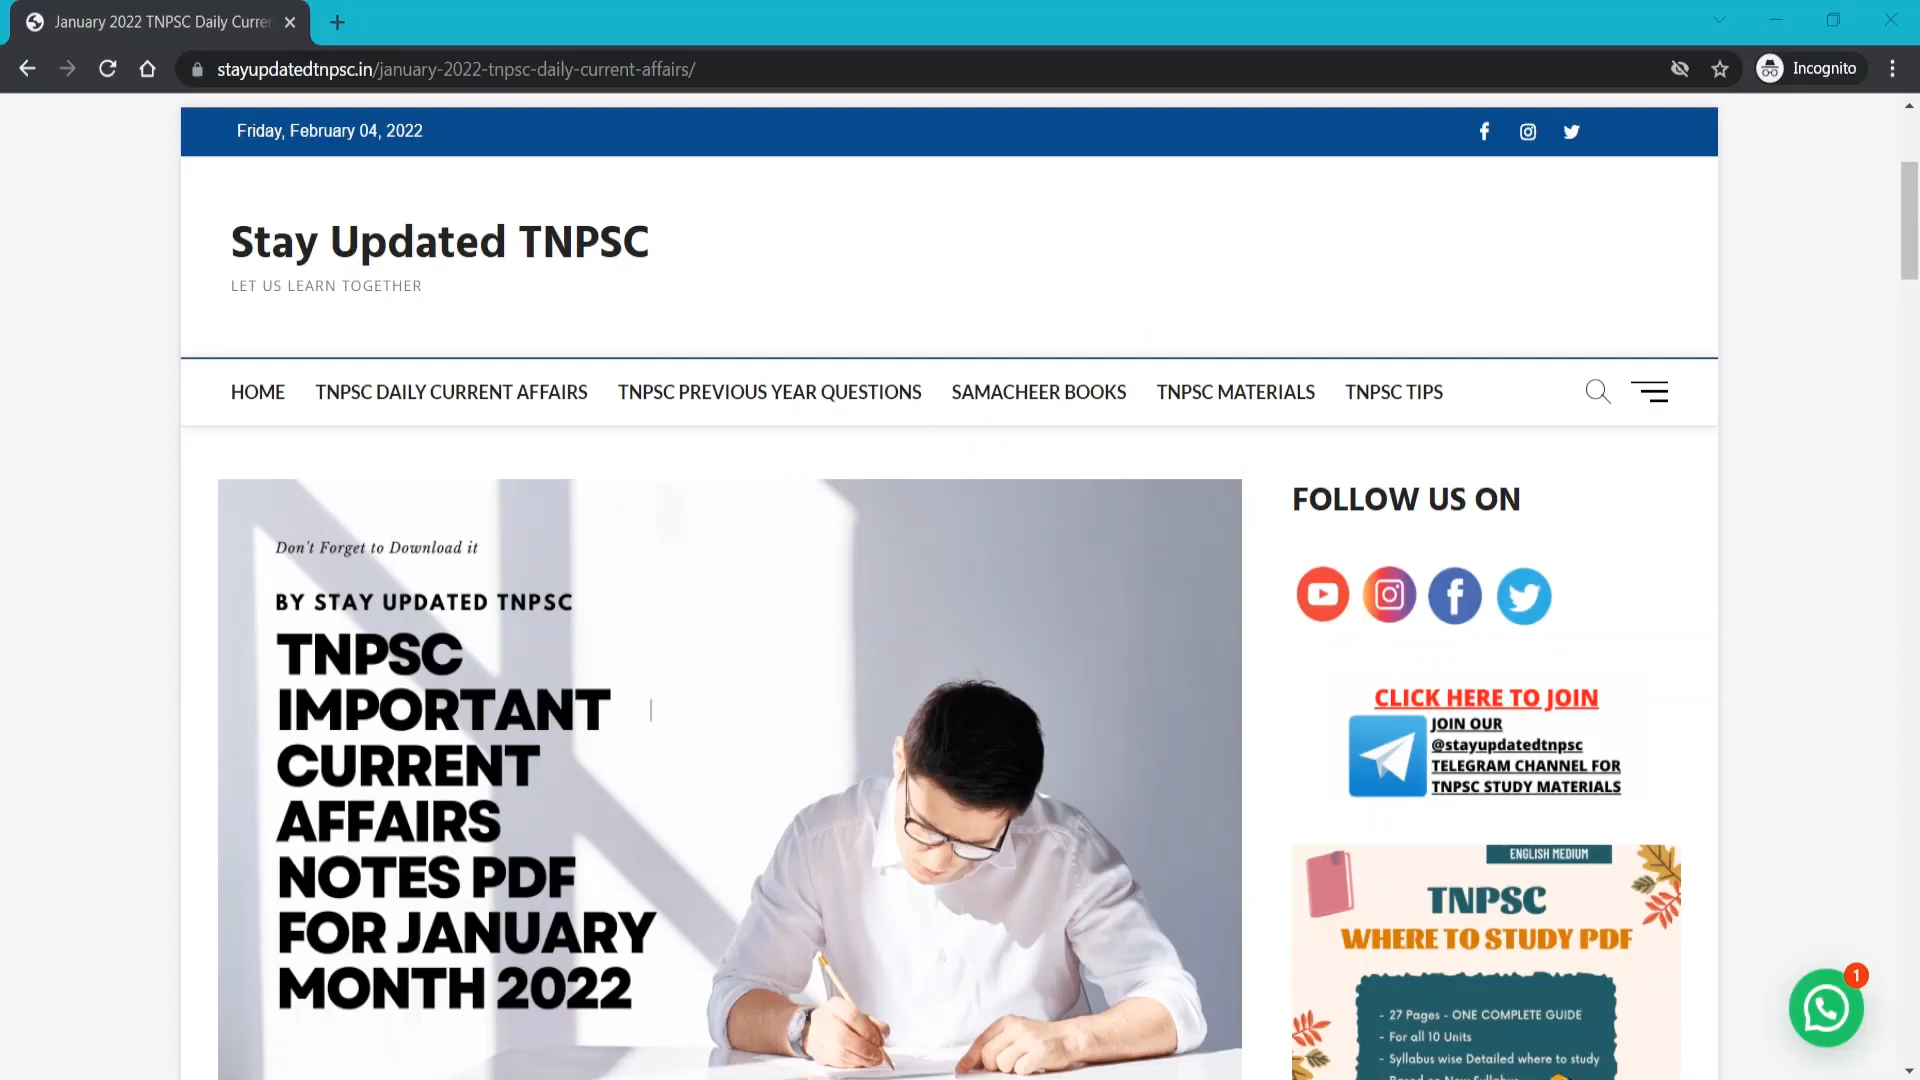 January 2022 TNPSC Daily Curren
stayupdatedtnpsc.in/january-2022-tnpsc-daily-current-affairs/
Incognito
Friday, February 04, 2022
Stay Updated TNPSC
LET US LEARN TOGETHER
HOME TNPSC DAILY CURRENT AFFAIRS TNPSC PREVIOUS YEAR QUESTIONS SAMACHEER BOOKS TNPSC MATERIALS TNPSC TIPS
Don't Forget to Download it
BY STAY UPDATED TNPSC
TNPSC
IMPORTANT
CURRENT
AFFAIRS
NOTES PDF
FOR JANUARY
MONTH 2022
FOLLOW US ON
CLICK HERE TO JOIN
JOIN OUR
@stayupdatedtnpsc
TELEGRAM CHANNEL FOR
TNPSC STUDY MATERIALS
ENGLISH MEDIUM
TNPSC
WHERE TO STUDY PDF
- 27 Pages - ONE COMPLETE GUIDE
- For all 10 Units
- Syllabus wise Detailed where to study
- Based on New Syllabus
1